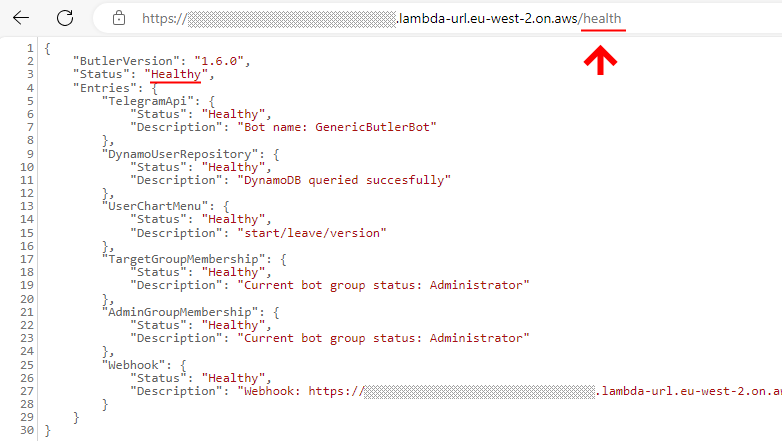 https://.lambda-url.eu-west-2.on.aws/health
1 {
2 "ButlerVersion": "1.6.0",
3 "Status": "Healthy",
4 "Entries": {
5 "TelegramApi": {
6 "Status": "Healthy",
7 "Description": "Bot name: GenericButlerBot"
8 },
9 "DynamoUserRepository": {
10 "Status": "Healthy",
11 "Description": "DynamoDB queried succesfully"
12 },
13 "UserChartMenu": {
14 "Status": "Healthy",
15 "Description": "start/leave/version"
16 },
17 "TargetGroupMembership": {
18 "Status": "Healthy",
19 "Description": "Current bot group status: Administrator"
20 },
21 "AdminGroupMembership": {
22 "Status": "Healthy",
23 "Description": "Current bot group status: Administrator"
24 },
25 "Webhook": {
26 "Status": "Healthy",
27 "Description": "Webhook: https://.lambda-url.eu-west-2.on.aw
28 }
29 }
30 }